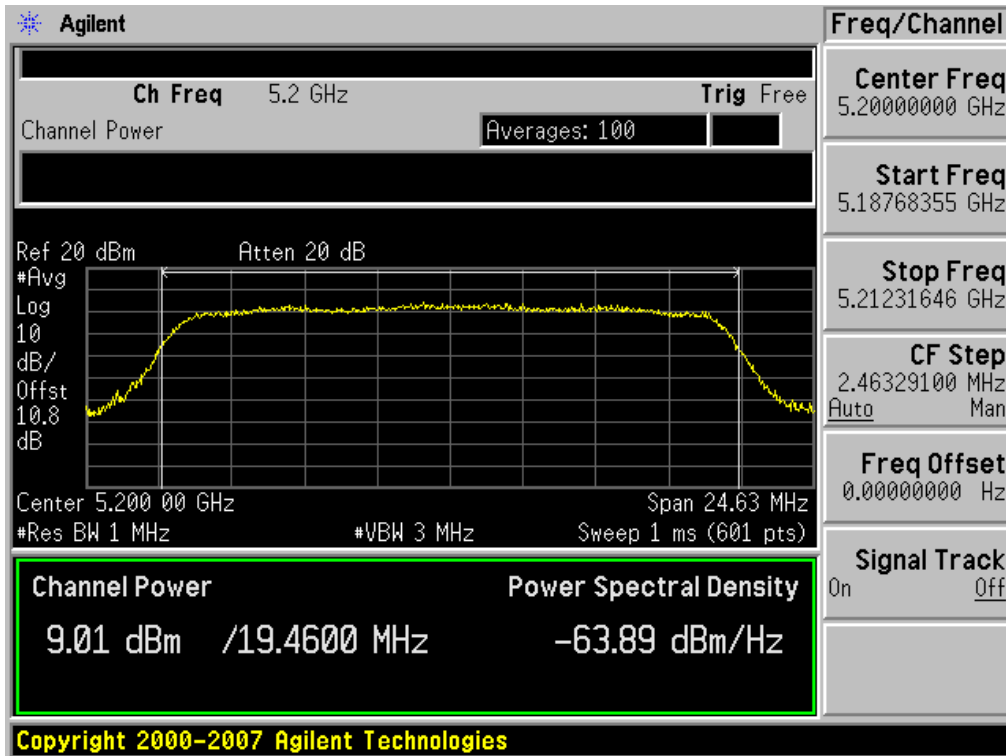 Agilent
Freq/Channel
Ch Freq 5.2 GHz Trig Free
Channel Power Averages: 100
Ref 20 dBm Atten 20 dB
#Avg
Log
10
dB/
Offst
10.8
dB
Center 5.200 00 GHz Span 24.63 MHz
#Res BW 1 MHz #VBW 3 MHz Sweep 1 ms (601 pts)
Channel Power Power Spectral Density
9.01 dBm /19.4600 MHz -63.89 dBm/Hz
Center Freq
5.20000000 GHz
Start Freq
5.18768355 GHz
Stop Freq
5.21231646 GHz
CF Step
2.46329100 MHz
Auto Man
Freq Offset
0.00000000 Hz
Signal Track
On Off
Copyright 2000-2007 Agilent Technologies